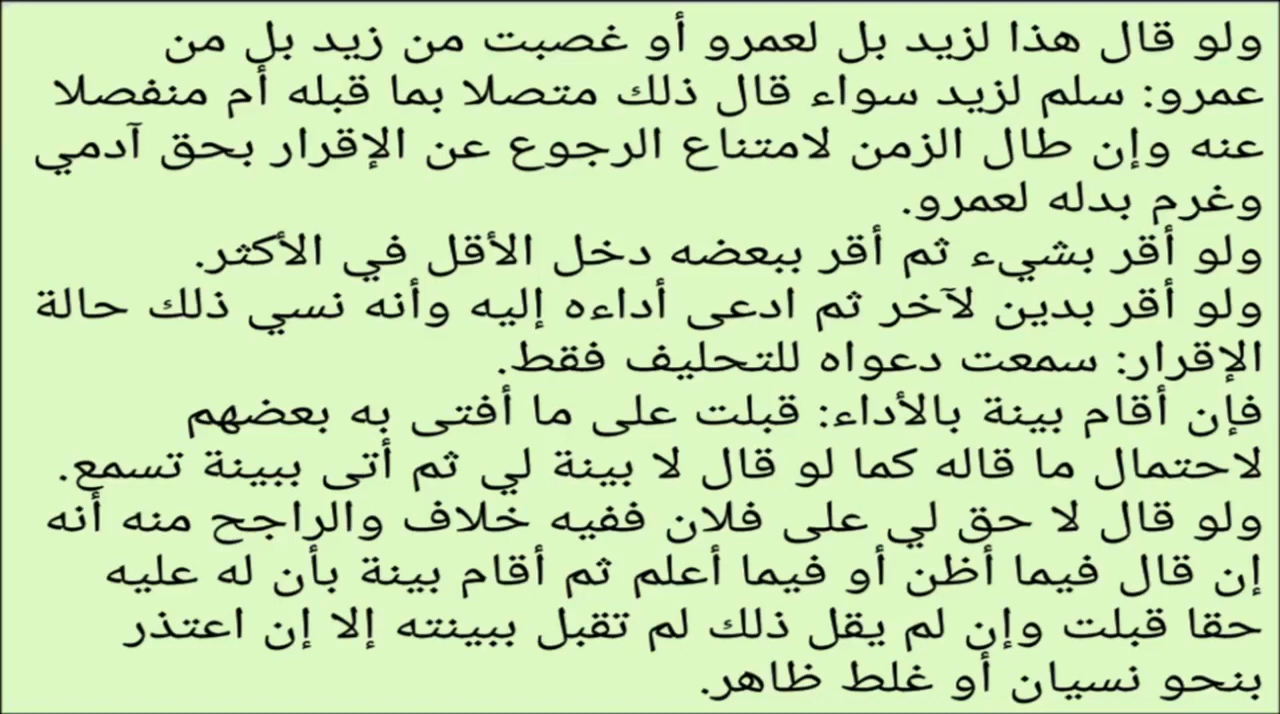 ولو قال هذا لزيد بل لعمرو أو غصبت من زيد بل من
عمرو: سلم لزيد سواء قال ذلك متصلا بما قبله أم منفصلا
عنه وإن طال الزمن لامتناع الرجوع عن الإقرار بحق آدمي
وغرم بدله لعمرو.
ولو أقر بشيء ثم أقر ببعضه دخل الأقل في الأكثر.
ولو أقر بدين لآخر ثم ادعى أداءه إليه وأنه نسي ذلك حالة
الإقرار: سمعت دعواه للتحليف فقط.
فإن أقام بينة بالأداء: قبلت على ما أفتى به بعضهم
لاحتمال ما قاله كما لو قال لا بينة لي ثم أتى ببينة تسمع.
ولو قال لا حق لي على فلان ففيه خلاف والراجح منه أنه
إن قال فيما أظن أو فيما أعلم ثم أقام بينة بأن له عليه
حقا قبلت وإن لم يقل ذلك لم تقبل ببينته إلا إن اعتذر
بنحو نسيان أو غلط ظاهر.